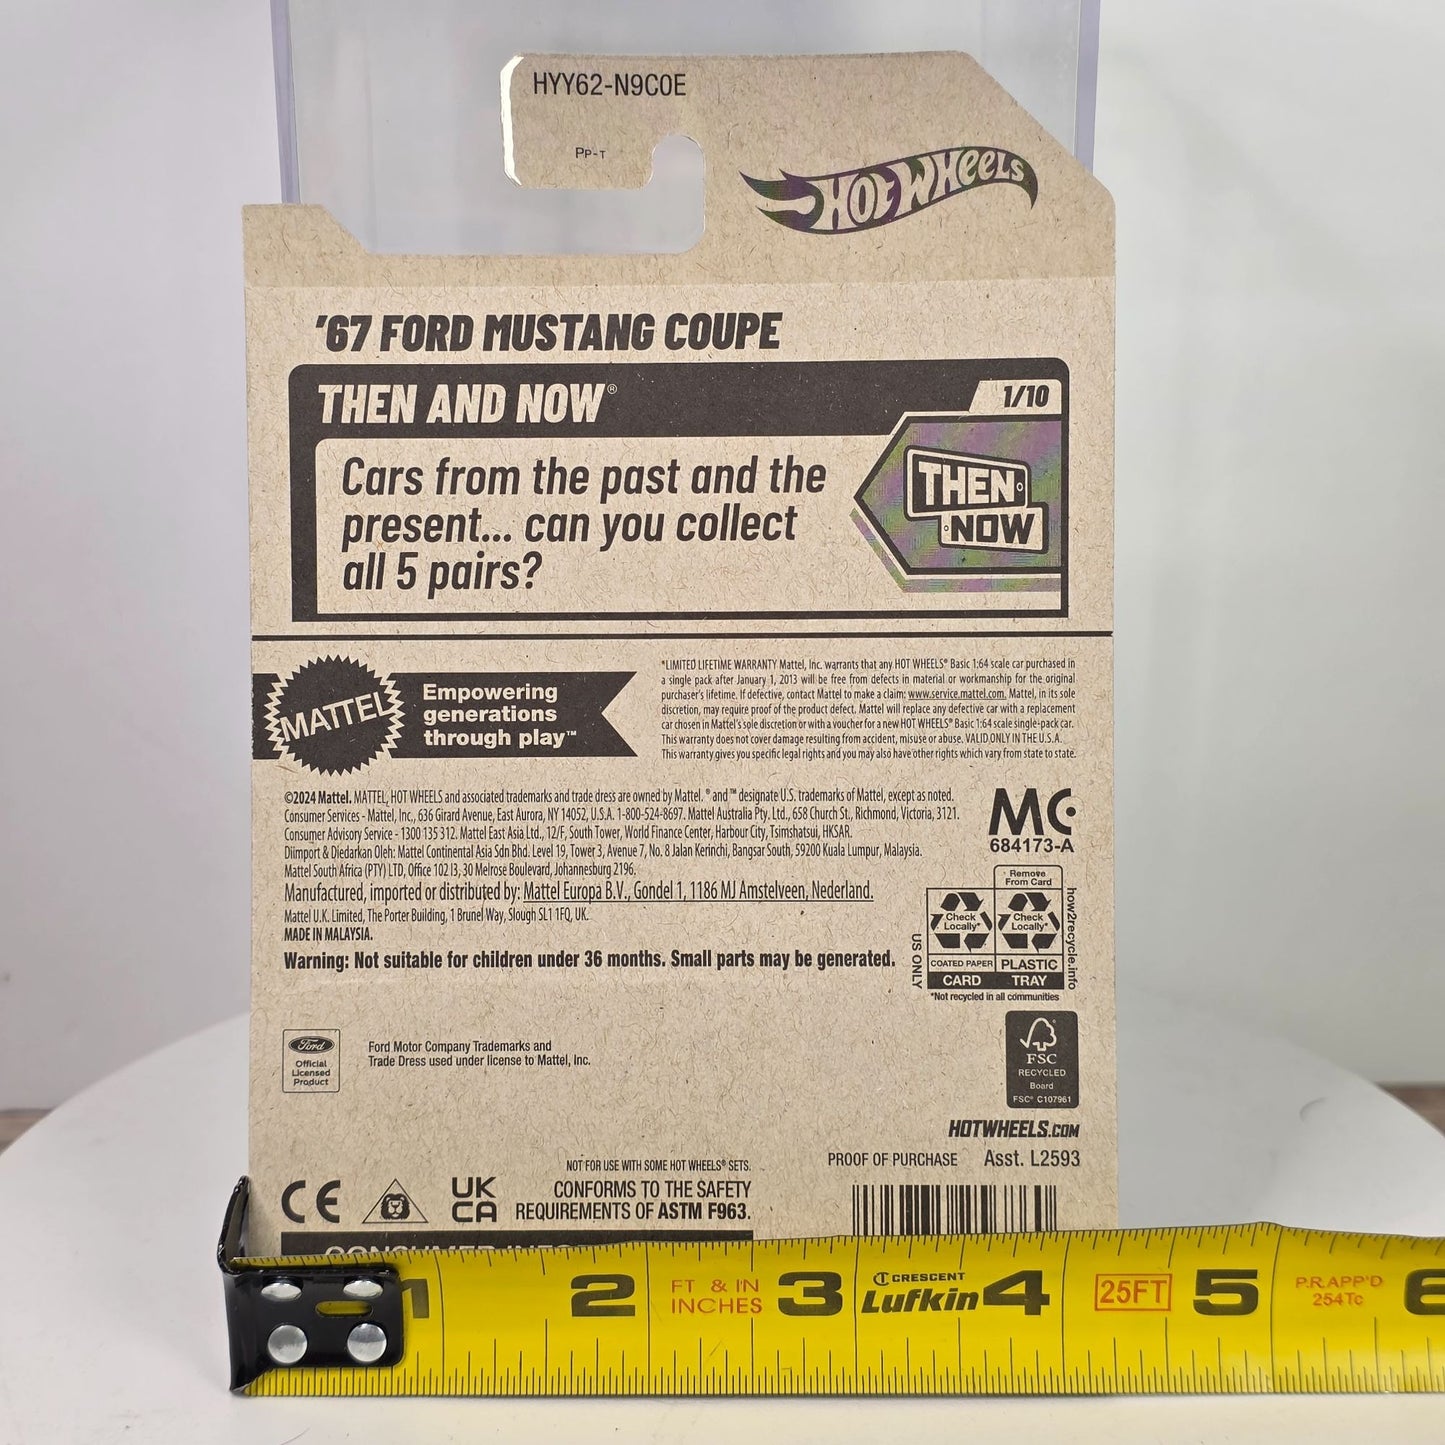 HYY62-N9C0E
PP-T
HOT WHEELS
'67 FORD MUSTANG COUPE
THEN AND NOW®
1/10
Cars from the past and the
present... can you collect
all 5 pairs?
THEN
NOW
MATTEL
Empowering
generations
through play™
*LIMITED LIFETIME WARRANTY Mattel, Inc. warrants that any HOT WHEELS® Basic 1:64 scale car purchased in
a single pack after January 1, 2013 will be free from defects in material or workmanship for the original
purchaser's lifetime. If defective, contact Mattel to make a claim: www.service.mattel.com. Mattel, in its sole
discretion, may require proof of the product defect. Mattel will replace any defective car with a replacement
car chosen in Mattel's sole discretion or with a voucher for a new HOT WHEELS® Basic 1:64 scale single-pack car.
This warranty does not cover damage resulting from accident, misuse or abuse. VALID ONLY IN THE U.S.A.
This warranty gives you specific legal rights and you may also have other rights which vary from state to state.
©2024 Mattel. MATTEL, HOT WHEELS and associated trademarks and trade dress are owned by Mattel. ® and ™ designate U.S. trademarks of Mattel, except as noted.
Consumer Services - Mattel, Inc., 636 Girard Avenue, East Aurora, NY 14052, U.S.A. 1-800-524-8697. Mattel Australia Pty. Ltd., 658 Church St., Richmond, Victoria, 3121.
Consumer Advisory Service - 1300 135 312. Mattel East Asia Ltd., 12/F, South Tower, World Finance Center, Harbour City, Tsimshatsui, HKSAR.
Diimport & Diedarkan Oleh: Mattel Continental Asia Sdn Bhd. Level 19, Tower 3, Avenue 7, No. 8 Jalan Kerinchi, Bangsar South, 59200 Kuala Lumpur, Malaysia.
Mattel South Africa (PTY) LTD, Office 102 I3, 30 Melrose Boulevard, Johannesburg 2196.
Manufactured, imported or distributed by: Mattel Europa B.V., Gondel 1, 1186 MJ Amstelveen, Nederland.
Mattel U.K. Limited, The Porter Building, 1 Brunel Way, Slough SL1 1FQ, UK.
MADE IN MALAYSIA.
Warning: Not suitable for children under 36 months. Small parts may be generated.
MC
684173-A
Remove
From Card
Check
Locally*
Check
Locally*
COATED PAPER
PLASTIC
CARD
TRAY
US ONLY
how2recycle.info
*Not recycled in all communities
Ford
Official
Licensed
Product
Ford Motor Company Trademarks and
Trade Dress used under license to Mattel, Inc.
FSC
RECYCLED
Board
FSC® C107961
HOTWHEELS.COM
PROOF OF PURCHASE Asst. L2593
NOT FOR USE WITH SOME HOT WHEELS® SETS.
CONFORMS TO THE SAFETY
REQUIREMENTS OF ASTM F963.
CE
UK
CA
1 2 3 4 5 6
FT & IN
INCHES
CRESCENT
Lufkin
25FT
P.R.APP'D
254Tc